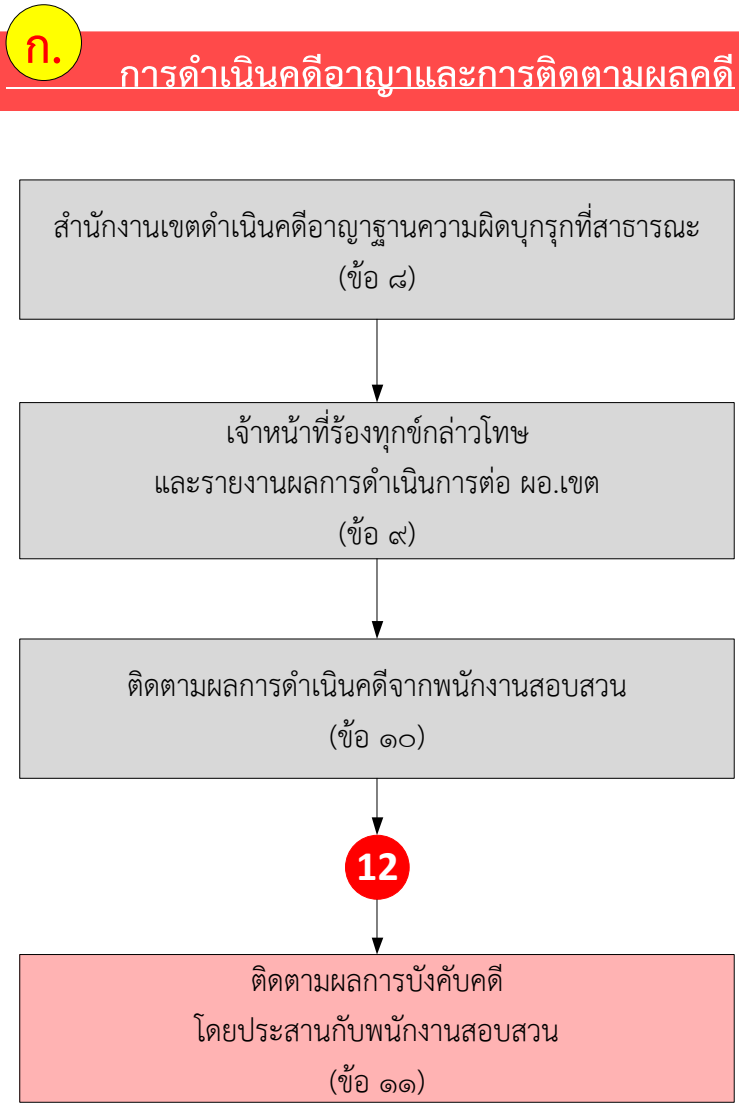 ก.
การดำเนินคดีอาญาและการติดตามผลคดี
สำนักงานเขตดำเนินคดีอาญาฐานความผิดบุกรุกที่สาธารณะ
(ข้อ ๘)
เจ้าหน้าที่ร้องทุกข์กล่าวโทษ
และรายงานผลการดำเนินการต่อ ผอ.เขต
(ข้อ ๙)
ติดตามผลการดำเนินคดีจากพนักงานสอบสวน
(ข้อ ๑๐)
12
ติดตามผลการบังคับคดี
โดยประสานกับพนักงานสอบสวน
(ข้อ ๑๑)